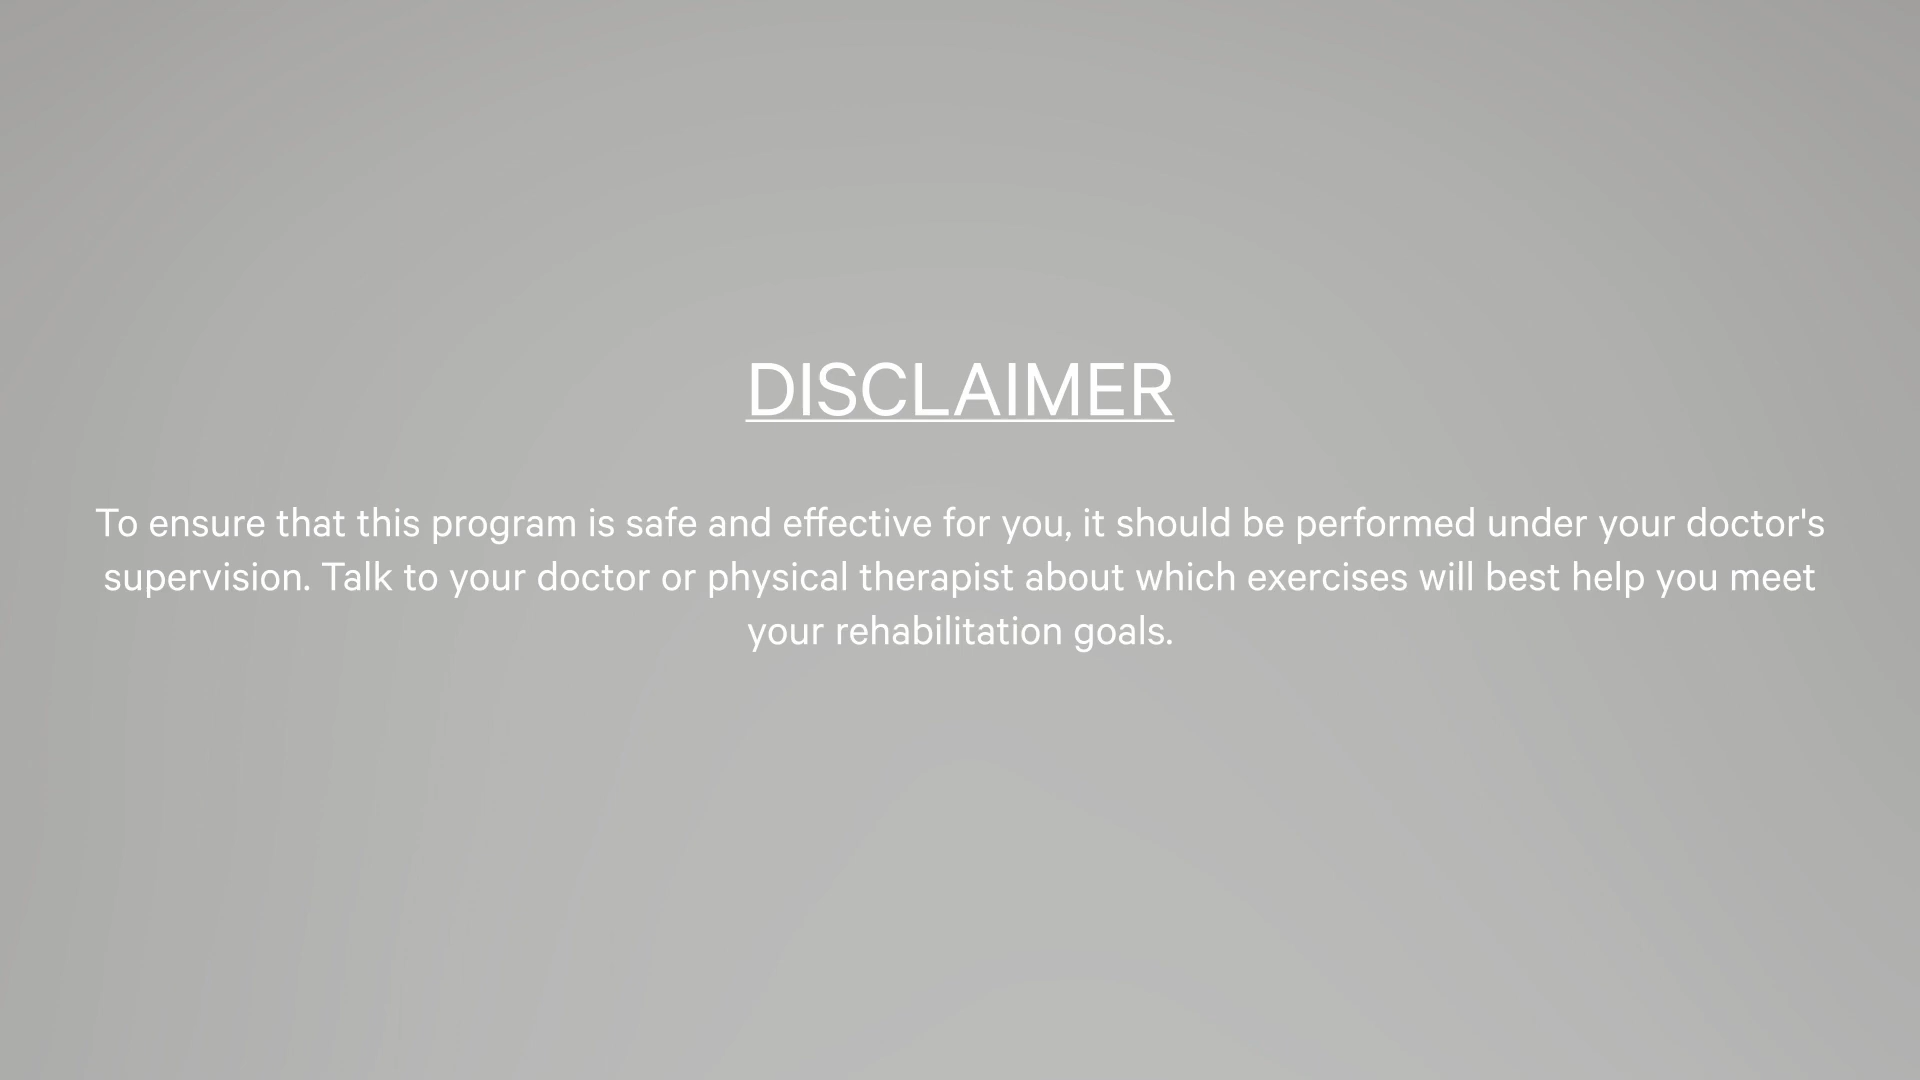 DISCLAIMER
To ensure that this program is safe and effective for you, it should be performed under your doctor's
supervision. Talk to your doctor or physical therapist about which exercises will best help you meet
your rehabilitation goals.